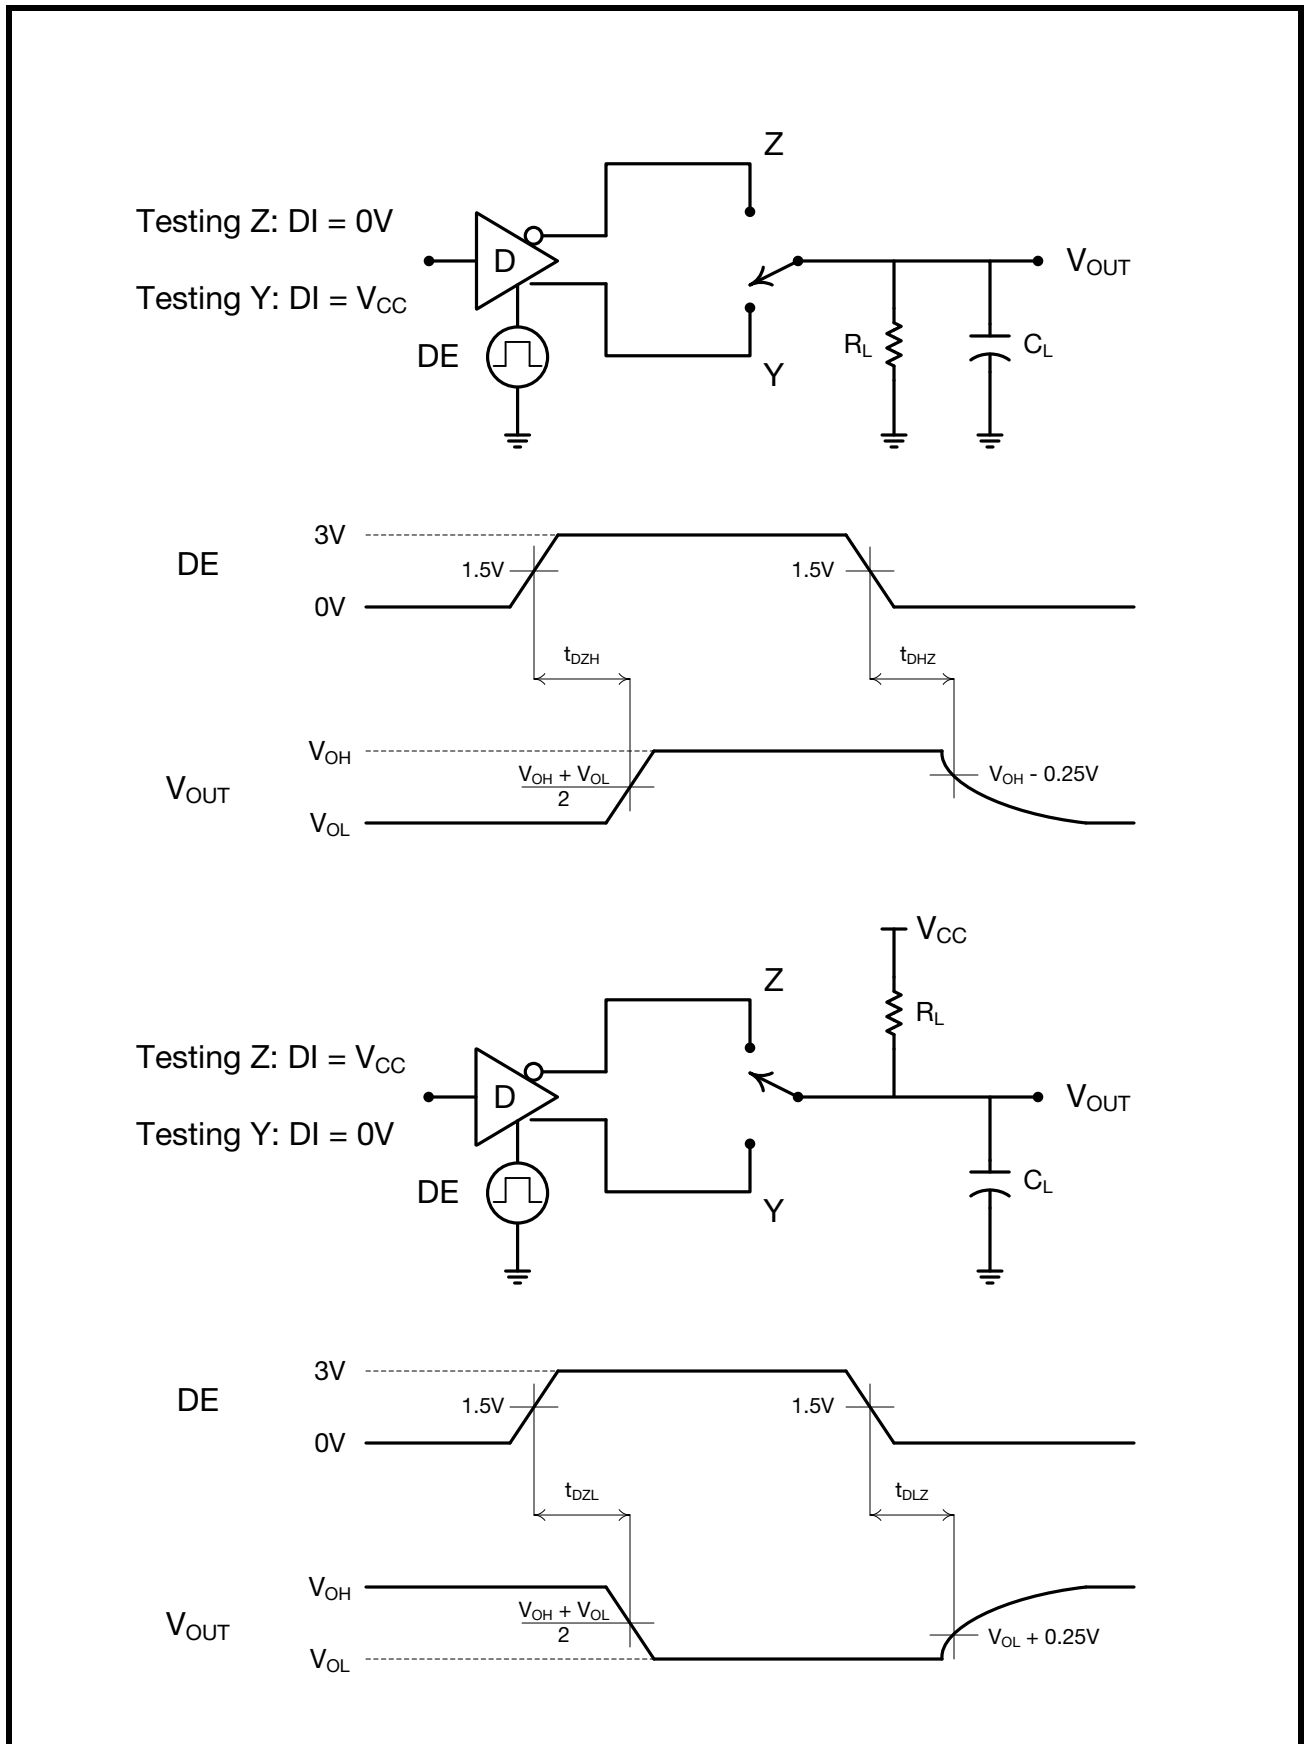 Z
Testing Z: DI = 0V
D
V_OUT
Testing Y: DI = V_CC
DE
R_L
C_L
Y
3V
DE
1.5V
1.5V
0V
t_DZH
t_DHZ
V_OH
V_OH + V_OL
2
V_OH - 0.25V
V_OUT
V_OL
V_CC
Z
R_L
Testing Z: DI = V_CC
D
V_OUT
Testing Y: DI = 0V
DE
C_L
Y
3V
DE
1.5V
1.5V
0V
t_DZL
t_DLZ
V_OH
V_OH + V_OL
2
V_OUT
V_OL + 0.25V
V_OL